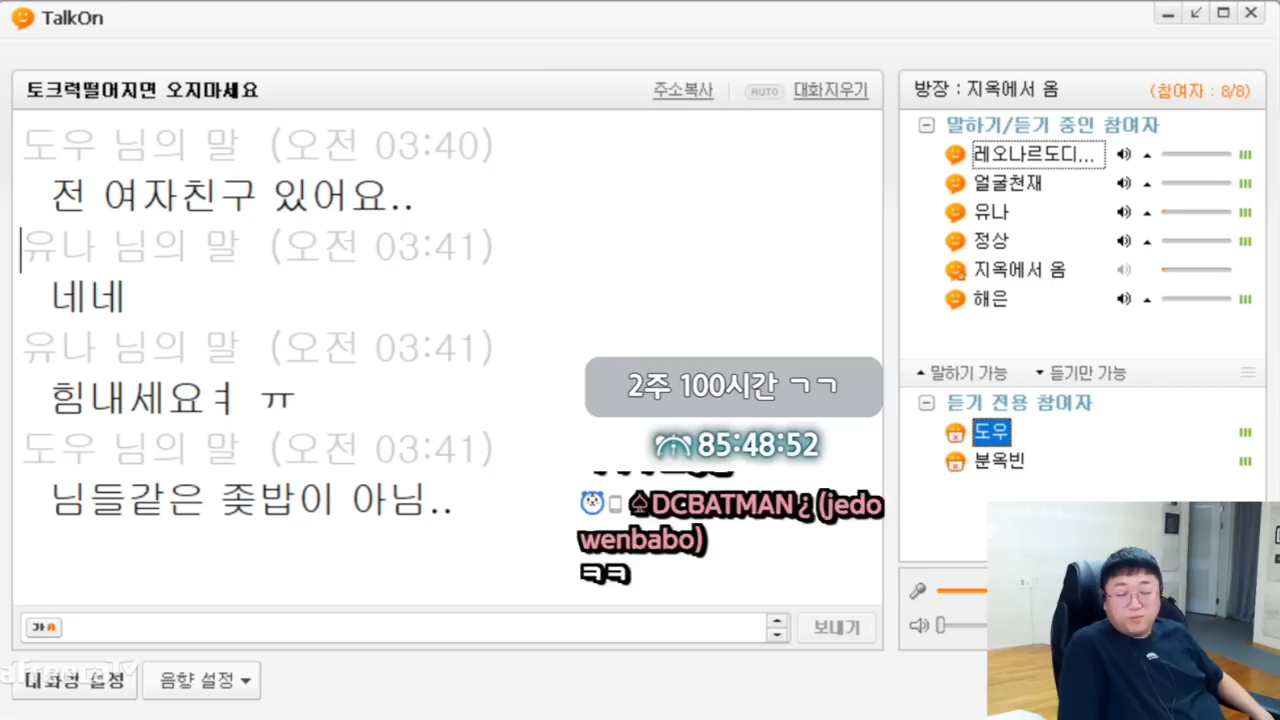 TalkOn
토크력떨어지면 오지마세요
주소복사
AUTO
대화지우기
도우 님의 말 (오전 03:40)
전 여자친구 있어요..
유나 님의 말 (오전 03:41)
네네
유나 님의 말 (오전 03:41)
힘내세요ㅕ ㅠ
도우 님의 말 (오전 03:41)
님들같은 좆밥이 아님..
2주 100시간 ㄱㄱ
85:48:52
♤DCBATMAN¿(jedo
wenbabo)
ㅋㅋ
가A
보내기
대화방 설정
음향 설정
afreecaTV
방장 : 지옥에서 옴
(참여자 : 8/8)
말하기/듣기 중인 참여자
레오나르도디...
얼굴천재
유나
정상
지옥에서 옴
해은
말하기 가능
듣기만 가능
듣기 전용 참여자
도우
분옥빈